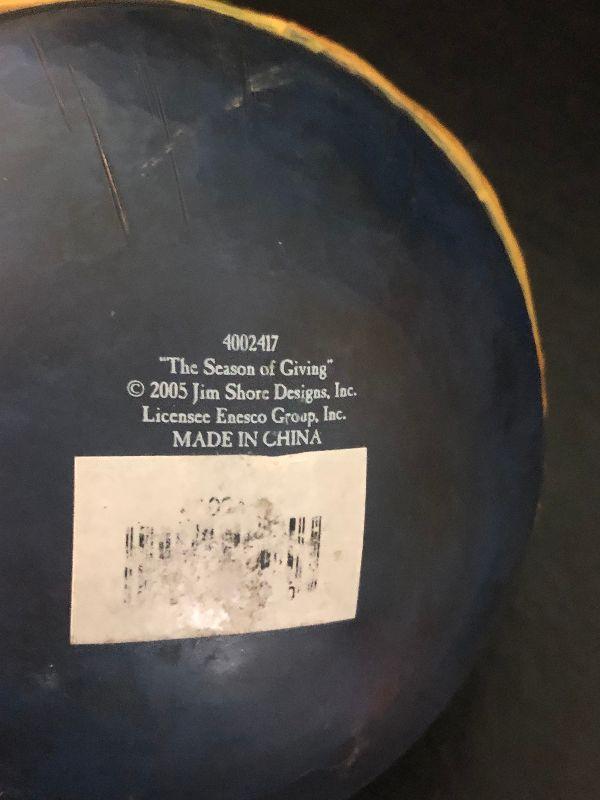 4002417
"The Season of Giving"
© 2005 Jim Shore Designs, Inc.
Licensee Enesco Group, Inc.
MADE IN CHINA